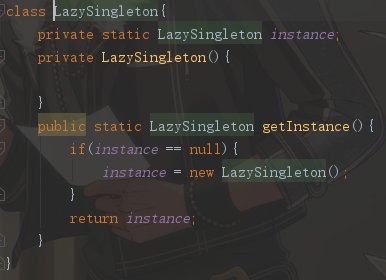 class LazySingleton{
private static LazySingleton instance;
private LazySingleton(){
}
public static LazySingleton getInstance(){
if(instance == null){
instance = new LazySingleton();
}
return instance;
}
}